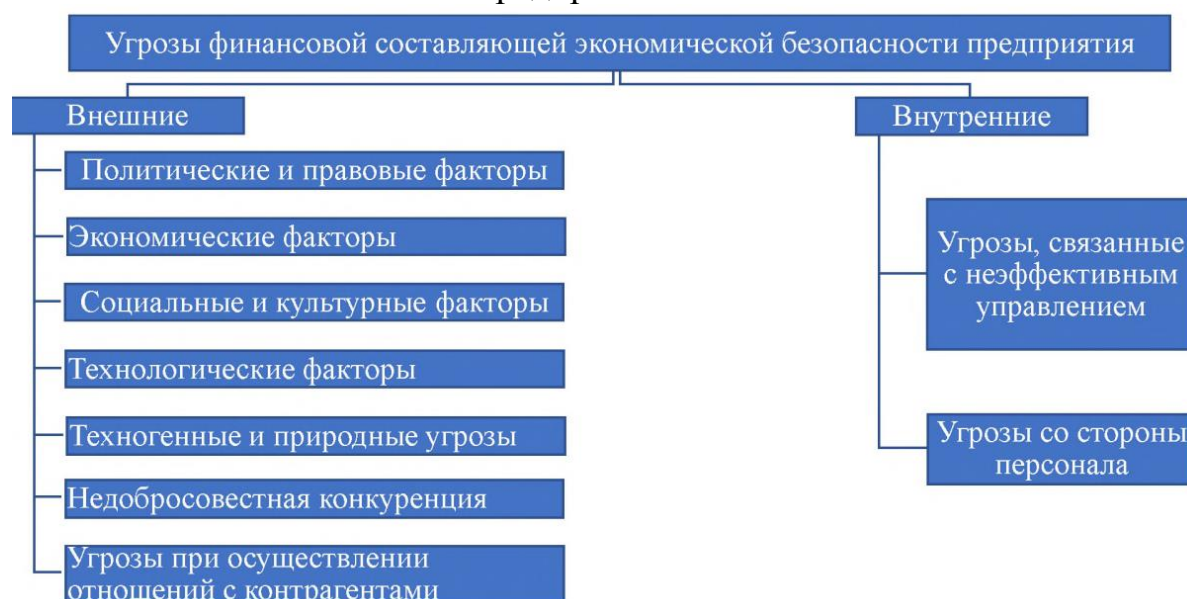 Угрозы финансовой составляющей экономической безопасности предприятия
Внешние
Политические и правовые факторы
Экономические факторы
Социальные и культурные факторы
Технологические факторы
Техногенные и природные угрозы
Недобросовестная конкуренция
Угрозы при осуществлении
отношений с контрагентами
Внутренние
Угрозы, связанные
с неэффективным
управлением
Угрозы со стороны
персонала